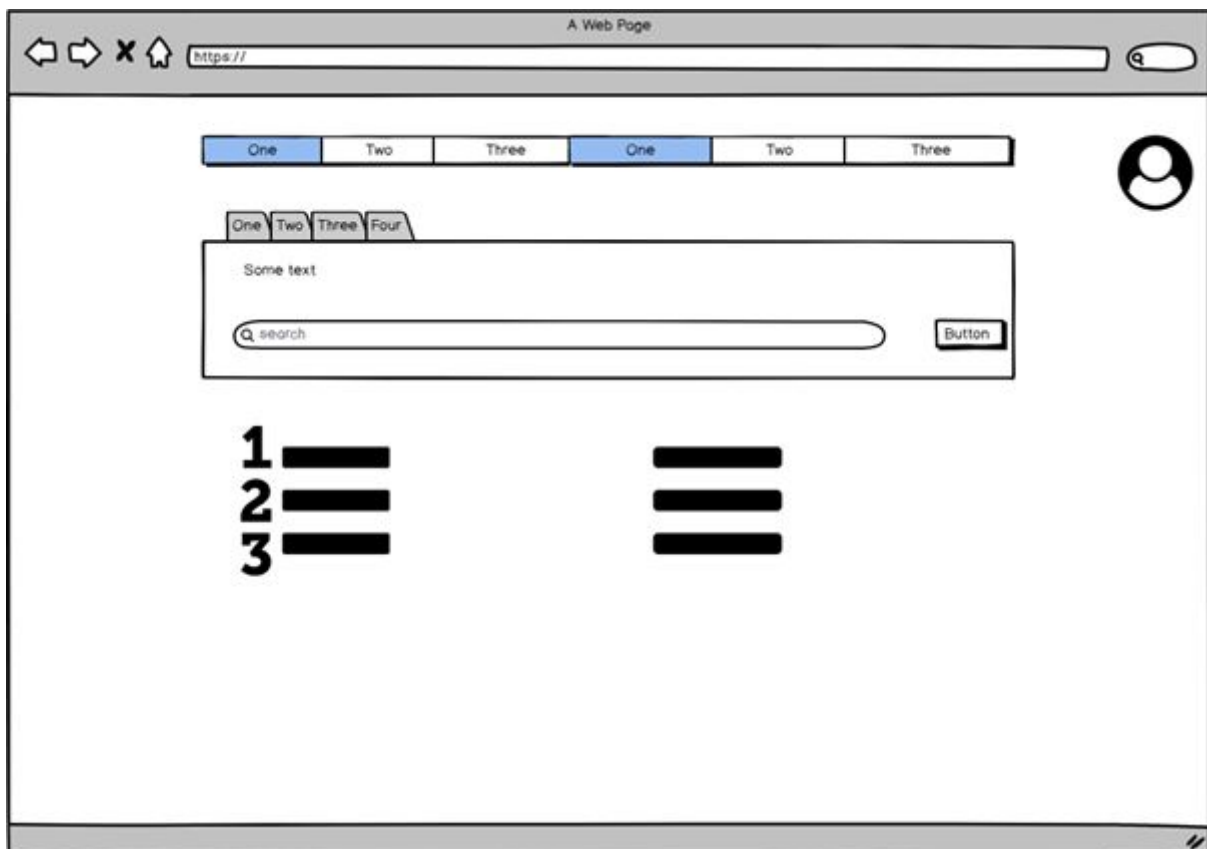 A Web Page
https://
One Two Three One Two Three
One Two Three Four
Some text
search Button
1
2
3